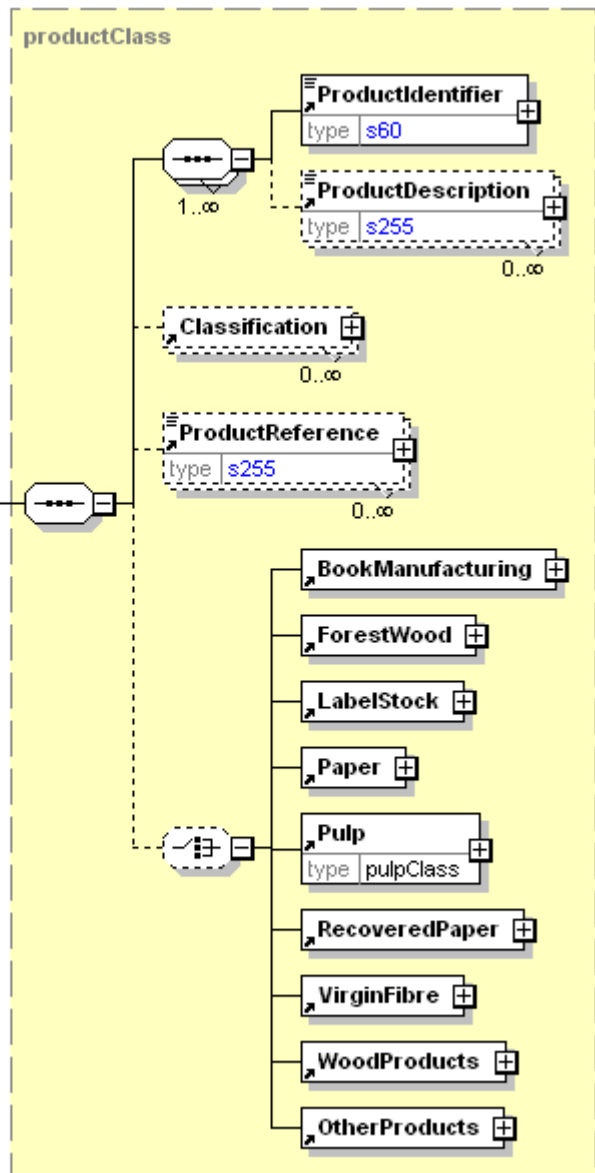 productClass
ProductIdentifier
type s60
1..∞
ProductDescription
type s255
0..∞
Classification
0..∞
ProductReference
type s255
0..∞
BookManufacturing
ForestWood
LabelStock
Paper
Pulp
type pulpClass
RecoveredPaper
VirginFibre
WoodProducts
OtherProducts